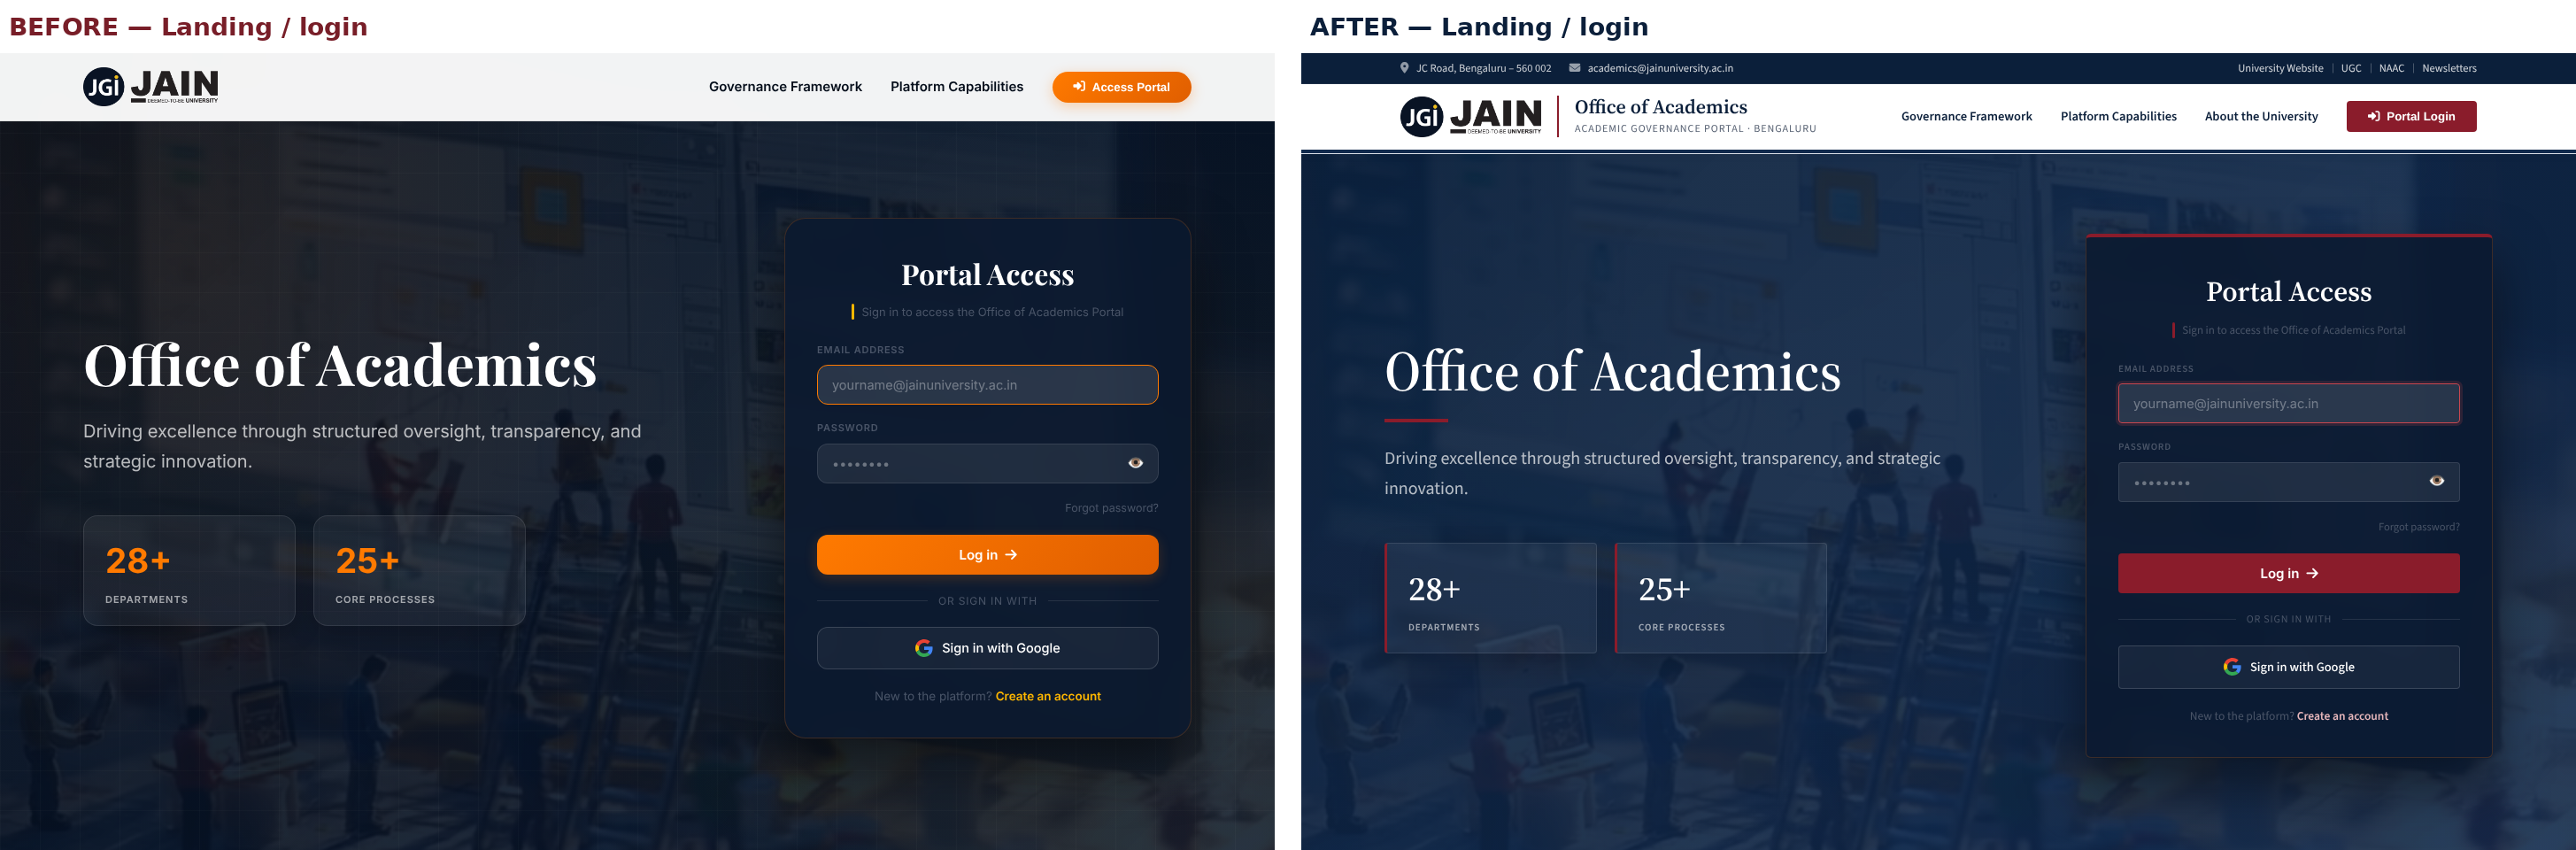 BEFORE — Landing / login
JGi JAIN
DEEMED-TO-BE UNIVERSITY
Governance Framework
Platform Capabilities
Access Portal
Office of Academics
Driving excellence through structured oversight, transparency, and
strategic innovation.
28+
DEPARTMENTS
25+
CORE PROCESSES
Portal Access
Sign in to access the Office of Academics Portal
EMAIL ADDRESS
yourname@jainuniversity.ac.in
PASSWORD
••••••••
Forgot password?
Log in →
OR SIGN IN WITH
Sign in with Google
New to the platform? Create an account
AFTER — Landing / login
JC Road, Bengaluru – 560 002
academics@jainuniversity.ac.in
University Website | UGC | NAAC | Newsletters
JGi JAIN
DEEMED-TO-BE UNIVERSITY
Office of Academics
ACADEMIC GOVERNANCE PORTAL · BENGALURU
Governance Framework
Platform Capabilities
About the University
Portal Login
Office of Academics
Driving excellence through structured oversight, transparency, and strategic
innovation.
28+
DEPARTMENTS
25+
CORE PROCESSES
Portal Access
Sign in to access the Office of Academics Portal
EMAIL ADDRESS
yourname@jainuniversity.ac.in
PASSWORD
••••••••
Forgot password?
Log in →
OR SIGN IN WITH
Sign in with Google
New to the platform? Create an account